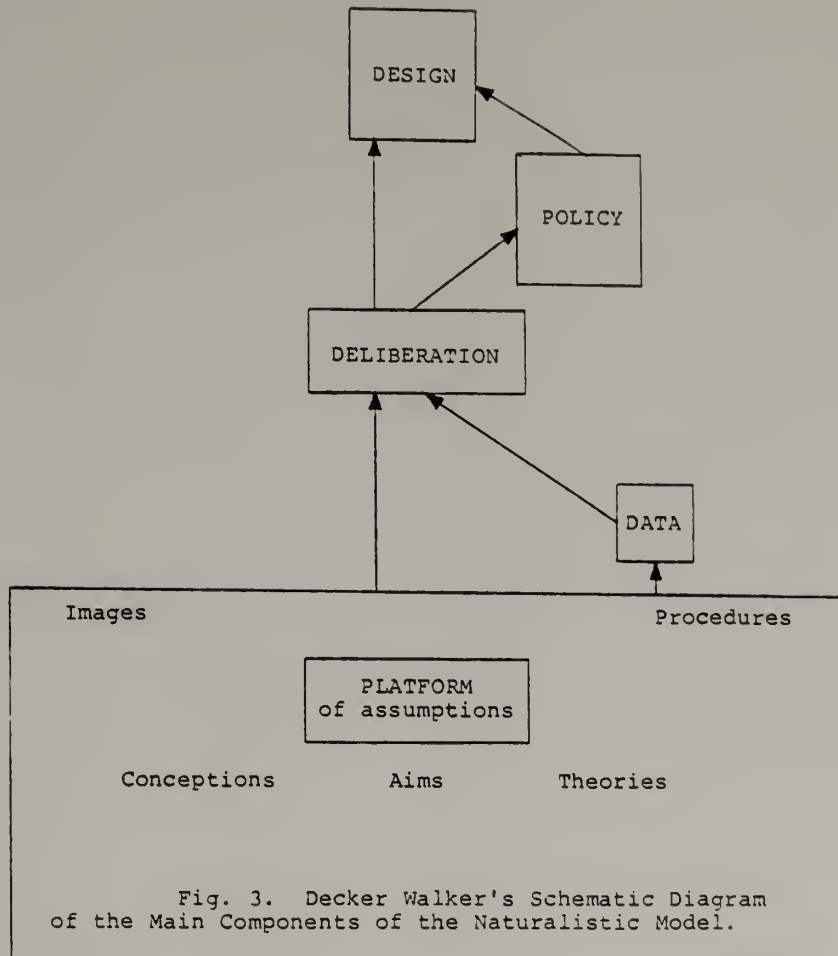 DESIGN
POLICY
DELIBERATION
DATA
Images Procedures
PLATFORM
of assumptions
Conceptions Aims Theories
Fig. 3. Decker Walker's Schematic Diagram
of the Main Components of the Naturalistic Model.